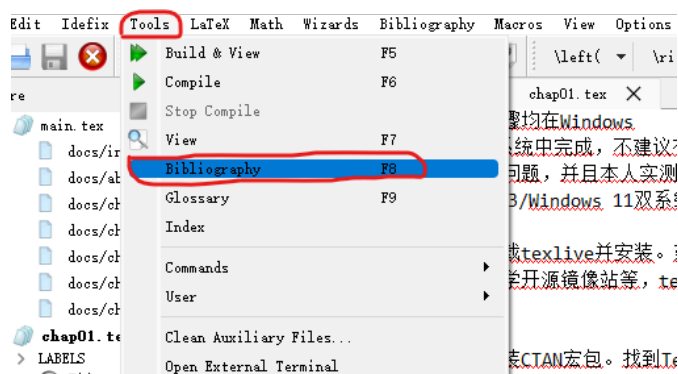 Edit Idefix Tools LaTeX Math Wizards Bibliography Macros View Options
Build & View F5
\left( \ri
Compile F6
re
chap01.tex
Stop Compile
main.tex
骤均在Windows
View F7
docs/ir
系统中完成，不建议
Bibliography F8
docs/ab
问题，并且本人实测
Glossary F9
docs/ch
3/Windows 11双系
Index
docs/ch
docs/ch
载texlive并安装。
Commands
docs/ch
学开源镜像站等，te
User
docs/ch
chap01.te
Clean Auxiliary Files...
LABELS
装CTAN宏包。找到Te
Open External Terminal